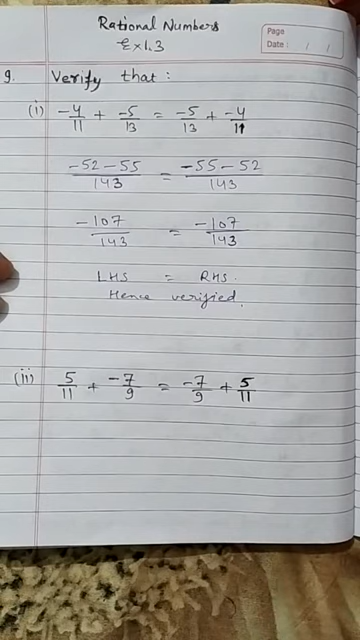 Rational Numbers
Ex1.3
Page
Date : / /
9. Verify that :
(i) -4/11 + -5/13 = -5/13 + -4/11
-52-55/143 = -55-52/143
-107/143 = -107/143
LHS = RHS.
Hence verified.
(ii) 5/11 + -7/9 = -7/9 + 5/11